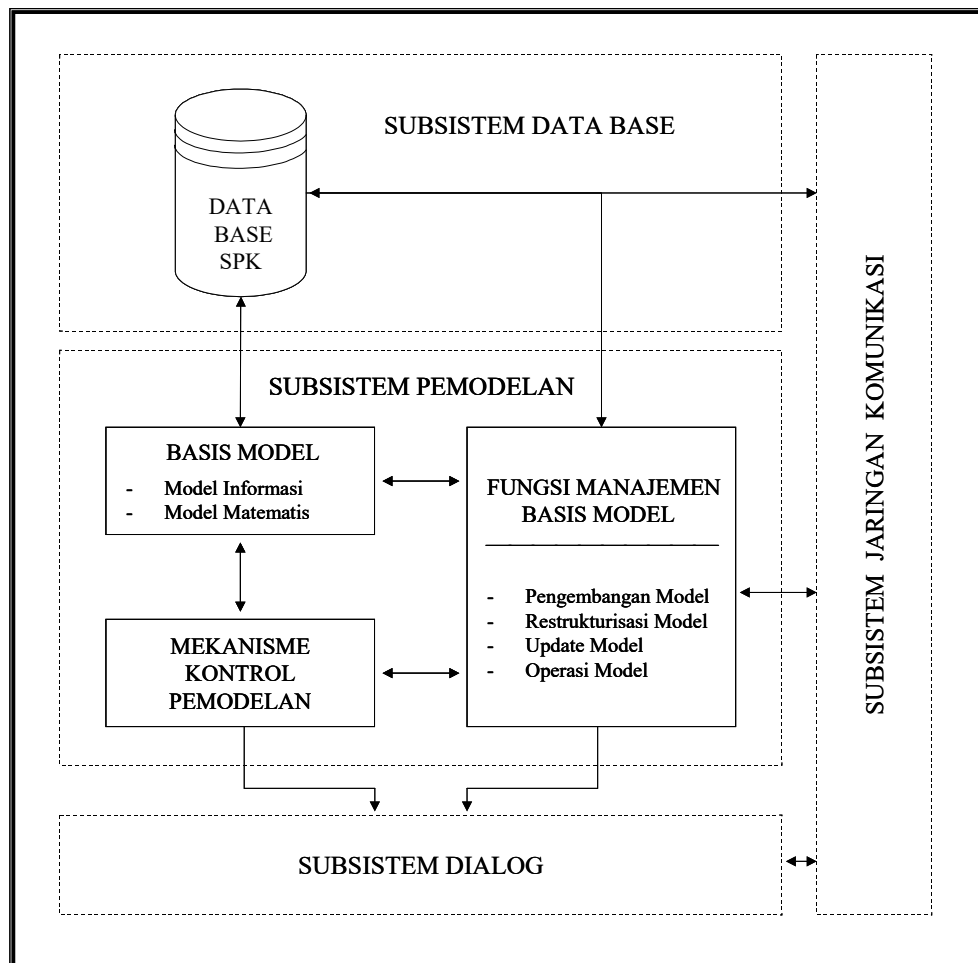 SUBSISTEM DATA BASE
DATA
BASE
SPK
SUBSISTEM PEMODELAN
BASIS MODEL
- Model Informasi
- Model Matematis
FUNGSI MANAJEMEN
BASIS MODEL
- Pengembangan Model
- Restrukturisasi Model
- Update Model
- Operasi Model
MEKANISME
KONTROL
PEMODELAN
SUBSISTEM DIALOG
SUBSISTEM JARINGAN KOMUNIKASI